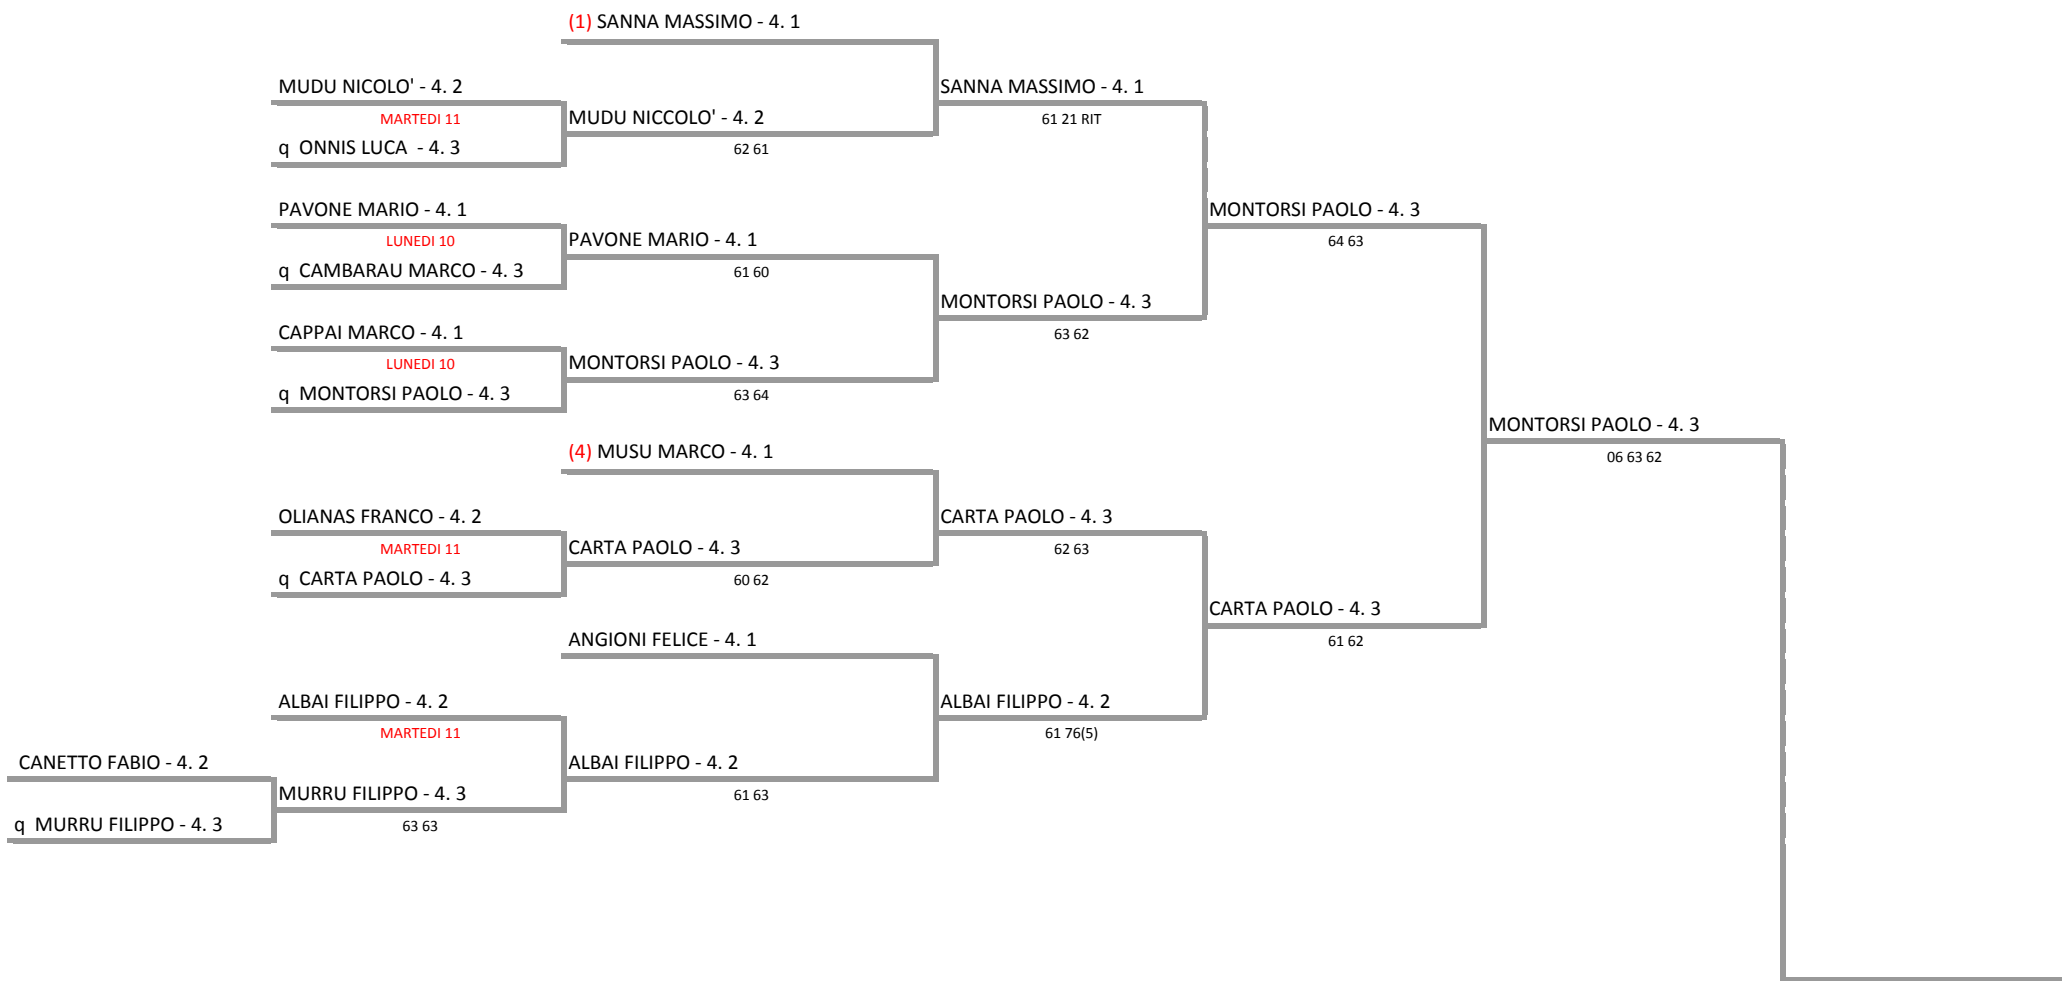 (1) SANNA MASSIMO - 4. 1
MUDU NICOLO' - 4. 2
SANNA MASSIMO - 4. 1
MARTEDI 11
MUDU NICCOLO' - 4. 2
61 21 RIT
q ONNIS LUCA - 4. 3
62 61
PAVONE MARIO - 4. 1
MONTORSI PAOLO - 4. 3
LUNEDI 10
PAVONE MARIO - 4. 1
64 63
q CAMBARAU MARCO - 4. 3
61 60
MONTORSI PAOLO - 4. 3
CAPPAI MARCO - 4. 1
63 62
LUNEDI 10
MONTORSI PAOLO - 4. 3
q MONTORSI PAOLO - 4. 3
63 64
MONTORSI PAOLO - 4. 3
(4) MUSU MARCO - 4. 1
06 63 62
OLIANAS FRANCO - 4. 2
CARTA PAOLO - 4. 3
MARTEDI 11
CARTA PAOLO - 4. 3
62 63
q CARTA PAOLO - 4. 3
60 62
CARTA PAOLO - 4. 3
ANGIONI FELICE - 4. 1
61 62
ALBAI FILIPPO - 4. 2
ALBAI FILIPPO - 4. 2
MARTEDI 11
61 76(5)
CANETTO FABIO - 4. 2
ALBAI FILIPPO - 4. 2
MURRU FILIPPO - 4. 3
61 63
q MURRU FILIPPO - 4. 3
63 63